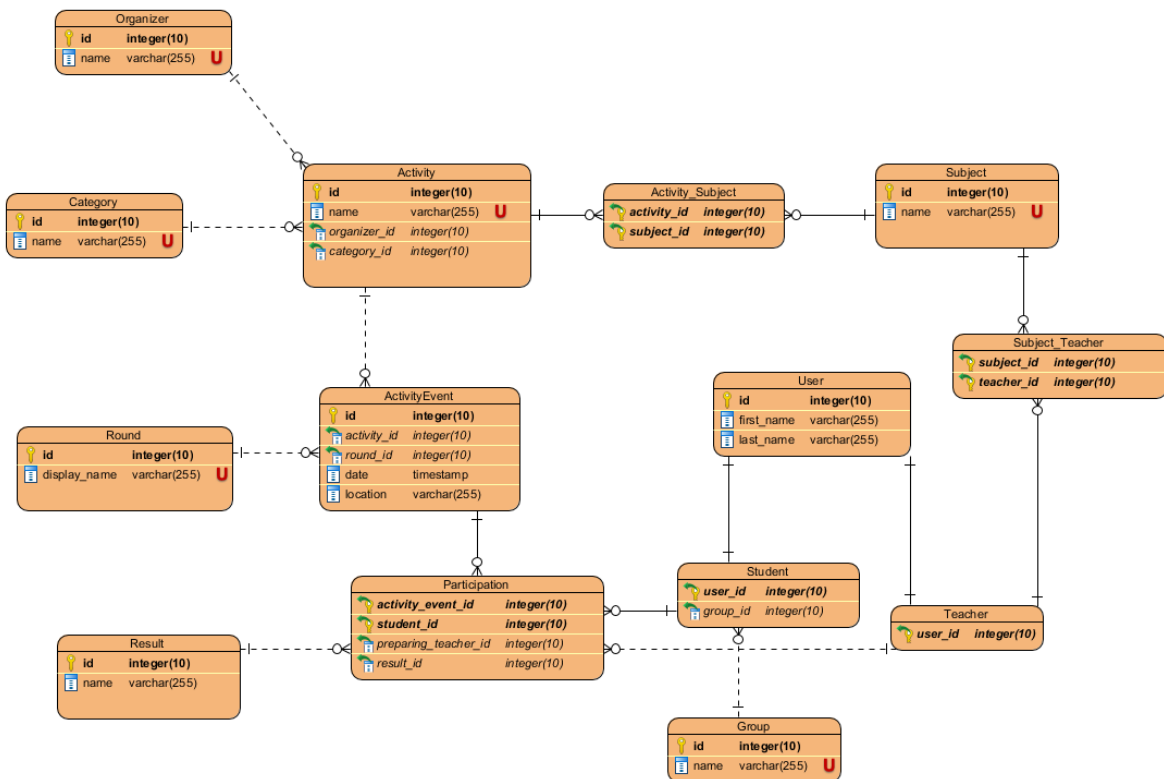 Organizer
id integer(10)
name varchar(255) U
Activity
id integer(10)
name varchar(255) U
organizer_id integer(10)
category_id integer(10)
Subject
id integer(10)
name varchar(255) U
Activity_Subject
activity_id integer(10)
subject_id integer(10)
Category
id integer(10)
name varchar(255) U
Subject_Teacher
subject_id integer(10)
teacher_id integer(10)
User
id integer(10)
first_name varchar(255)
last_name varchar(255)
ActivityEvent
id integer(10)
activity_id integer(10)
round_id integer(10)
date timestamp
location varchar(255)
Round
id integer(10)
display_name varchar(255) U
Student
user_id integer(10)
group_id integer(10)
Participation
activity_event_id integer(10)
student_id integer(10)
preparing_teacher_id integer(10)
result_id integer(10)
Teacher
user_id integer(10)
Result
id integer(10)
name varchar(255)
Group
id integer(10)
name varchar(255) U